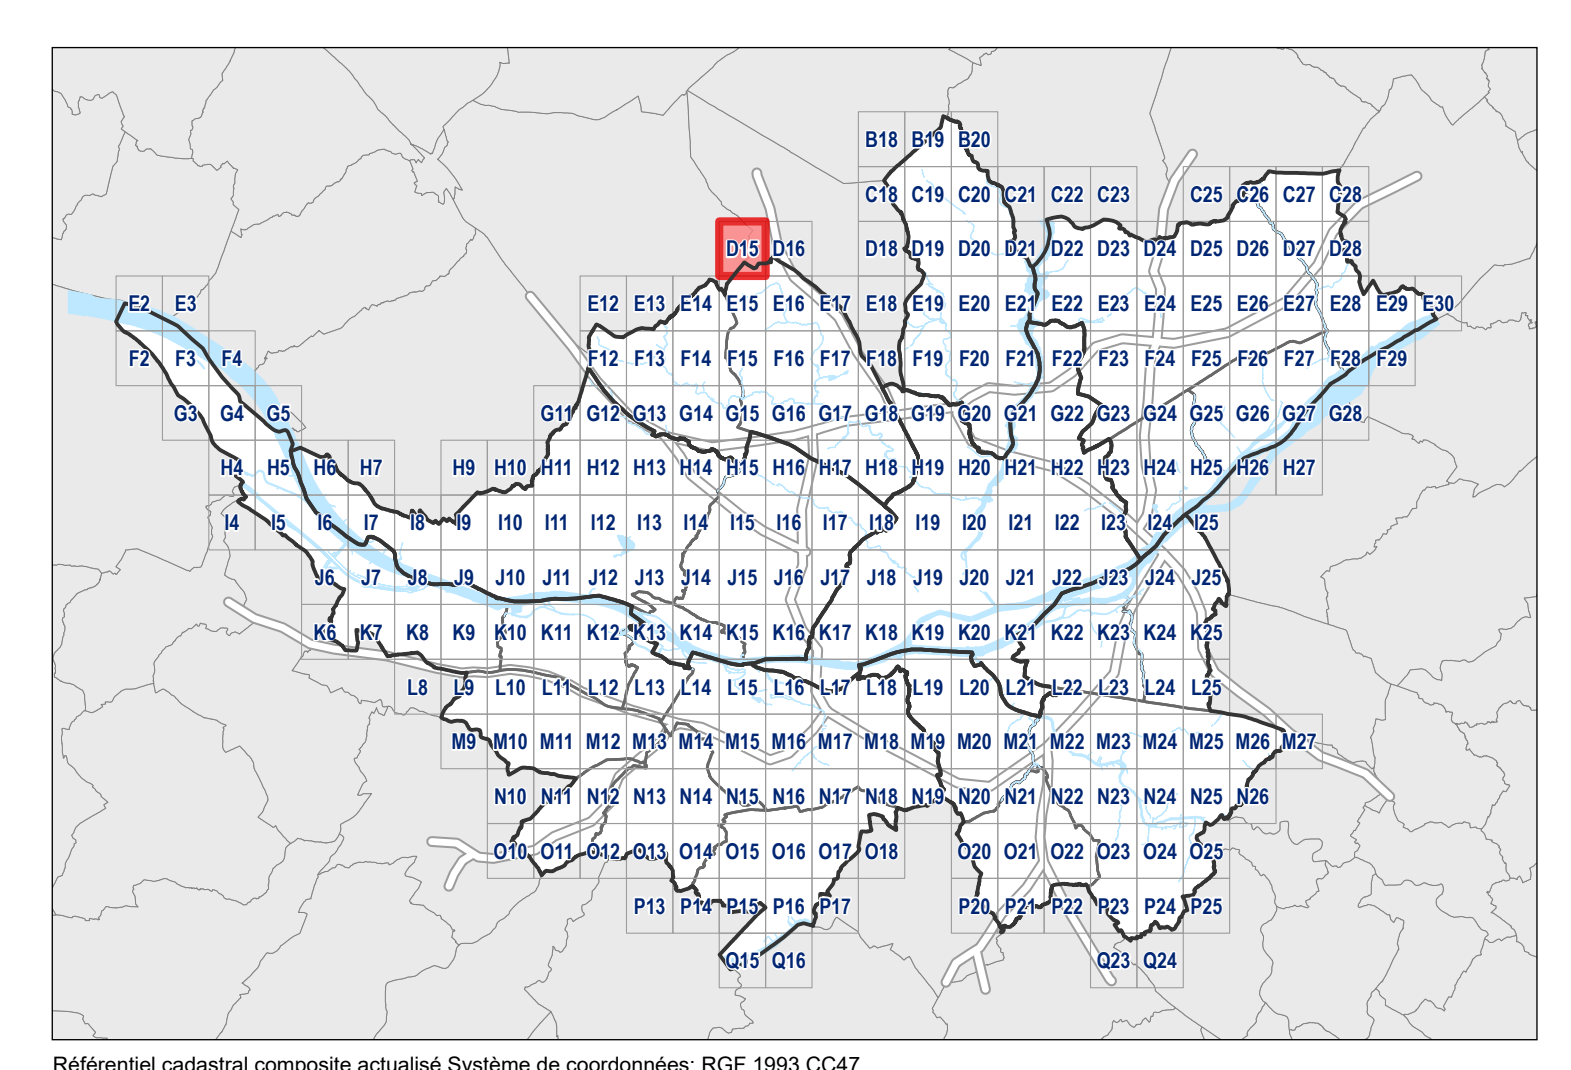 B18 B19 B20
C18 C19 C20 C21 C22 C23 C25 C26 C27 C28
D15 D16 D18 D19 D20 D21 D22 D23 D24 D25 D26 D27 D28
E2 E3 E12 E13 E14 E15 E16 E17 E18 E19 E20 E21 E22 E23 E24 E25 E26 E27 E28 E29 E30
F2 F3 F4 F12 F13 F14 F15 F16 F17 F18 F19 F20 F21 F22 F23 F24 F25 F26 F27 F28 F29
G3 G4 G5 G11 G12 G13 G14 G15 G16 G17 G18 G19 G20 G21 G22 G23 G24 G25 G26 G27 G28
H4 H5 H6 H7 H9 H10 H11 H12 H13 H14 H15 H16 H17 H18 H19 H20 H21 H22 H23 H24 H25 H26 H27
I4 I5 I6 I7 I8 I9 I10 I11 I12 I13 I14 I15 I16 I17 I18 I19 I20 I21 I22 I23 I24 I25
J6 J7 J8 J9 J10 J11 J12 J13 J14 J15 J16 J17 J18 J19 J20 J21 J22 J23 J24 J25
K6 K7 K8 K9 K10 K11 K12 K13 K14 K15 K16 K17 K18 K19 K20 K21 K22 K23 K24 K25
L8 L9 L10 L11 L12 L13 L14 L15 L16 L17 L18 L19 L20 L21 L22 L23 L24 L25
M9 M10 M11 M12 M13 M14 M15 M16 M17 M18 M19 M20 M21 M22 M23 M24 M25 M26 M27
N10 N11 N12 N13 N14 N15 N16 N17 N18 N19 N20 N21 N22 N23 N24 N25 N26
O10 O11 O12 O13 O14 O15 O16 O17 O18 O20 O21 O22 O23 O24 O25
P13 P14 P15 P16 P17 P20 P21 P22 P23 P24 P25
Q15 Q16 Q23 Q24
Référentiel cadastral composite actualisé Système de coordonnées: RGF 1993 CC47